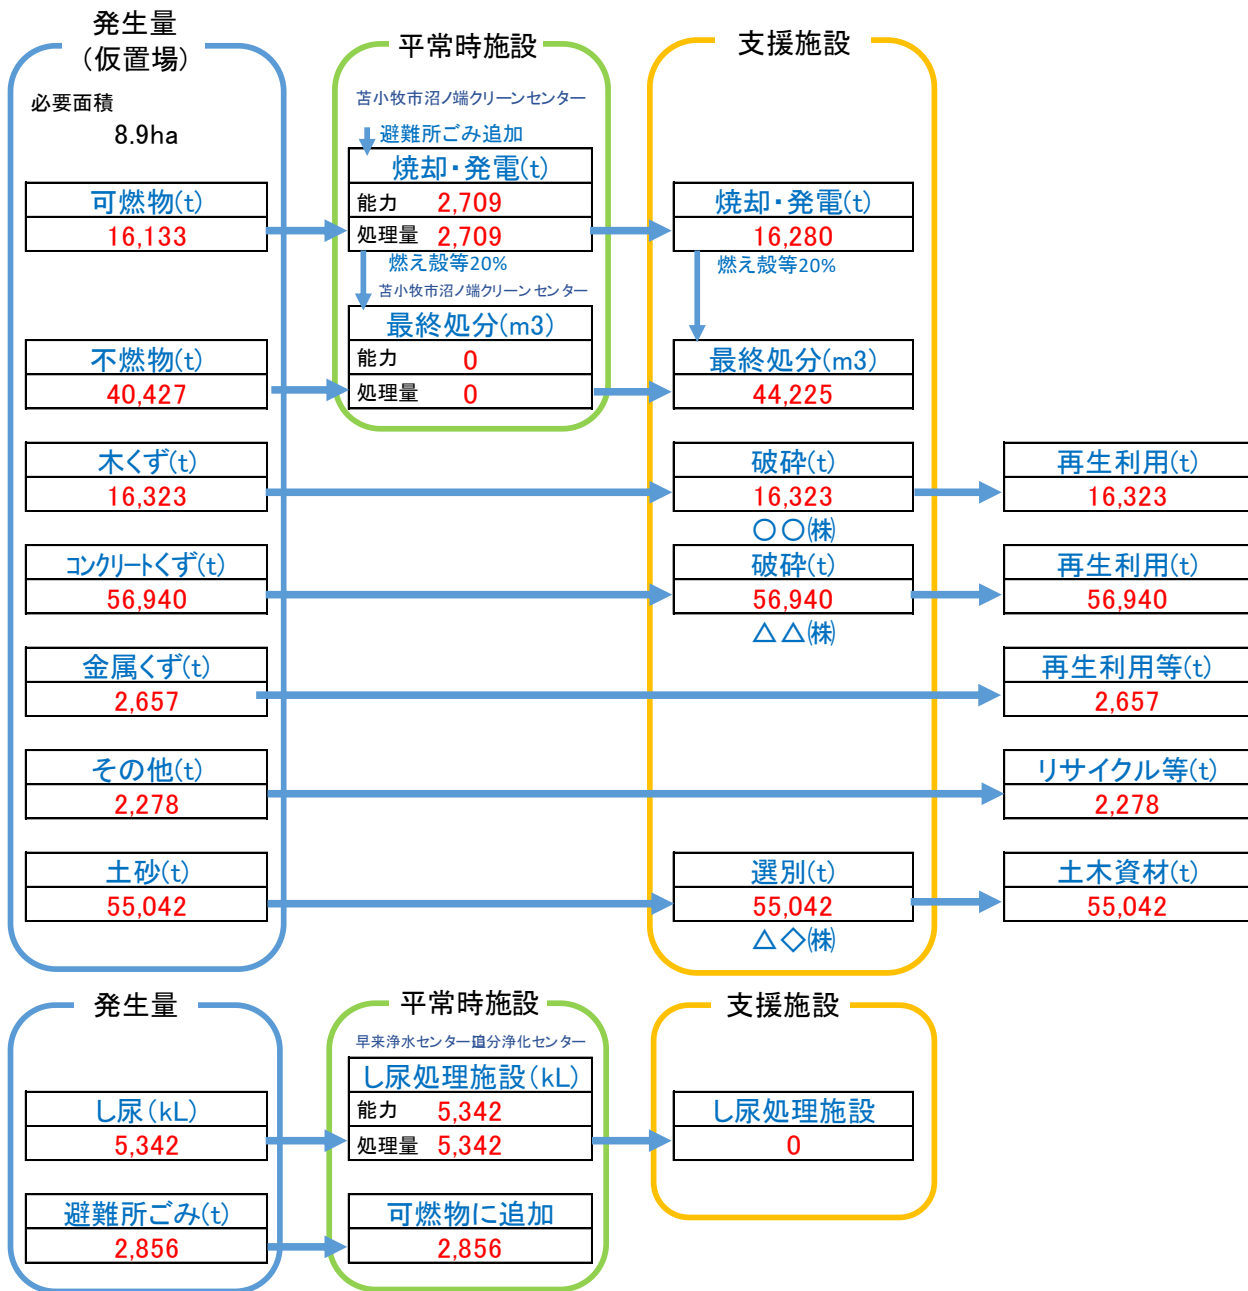 発生量
(仮置場)
平常時施設
支援施設
必要面積
8.9ha
苫小牧市沼ノ端クリーンセンター
避難所ごみ追加
可燃物(t)
16,133
焼却・発電(t)
能力 2,709
処理量 2,709
焼却・発電(t)
16,280
燃え殻等20%
燃え殻等20%
苫小牧市沼ノ端クリーンセンター
不燃物(t)
40,427
最終処分(m3)
能力 0
処理量 0
最終処分(m3)
44,225
木くず(t)
16,323
破砕(t)
16,323
〇〇㈱
再生利用(t)
16,323
コンクリートくず(t)
56,940
破砕(t)
56,940
△△㈱
再生利用(t)
56,940
金属くず(t)
2,657
再生利用等(t)
2,657
その他(t)
2,278
リサイクル等(t)
2,278
土砂(t)
55,042
選別(t)
55,042
△◇㈱
土木資材(t)
55,042
発生量
平常時施設
支援施設
早来浄水センター 追分浄化センター
し尿(kL)
5,342
し尿処理施設(kL)
能力 5,342
処理量 5,342
し尿処理施設
0
避難所ごみ(t)
2,856
可燃物に追加
2,856